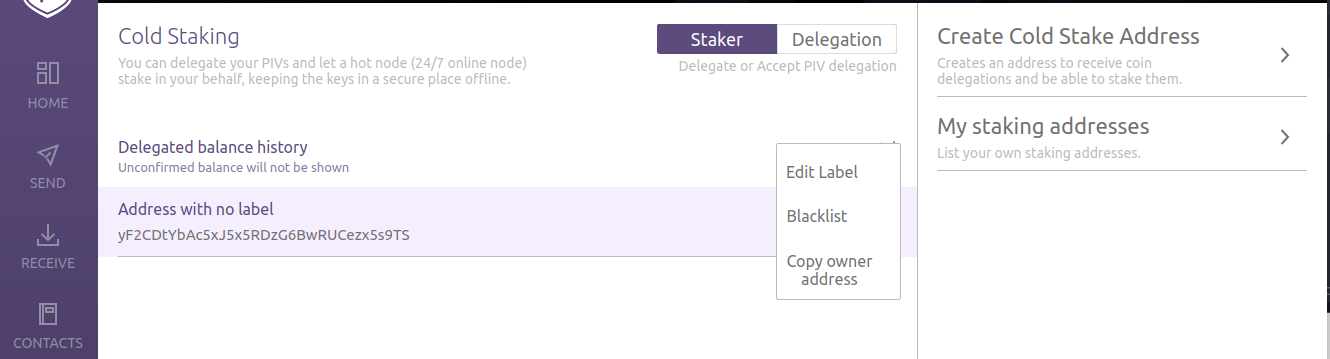 HOME
SEND
RECEIVE
CONTACTS
Cold Staking
You can delegate your PIVs and let a hot node (24/7 online node)
stake in your behalf, keeping the keys in a secure place offline.
Staker
Delegation
Delegate or Accept PIV delegation
Delegated balance history
Unconfirmed balance will not be shown
Address with no label
yF2CDtYbAc5xJ5x5RDzG6BwRUCezx5s9TS
Edit Label
Blacklist
Copy owner
address
Create Cold Stake Address
Creates an address to receive coin
delegations and be able to stake them.
My staking addresses
List your own staking addresses.